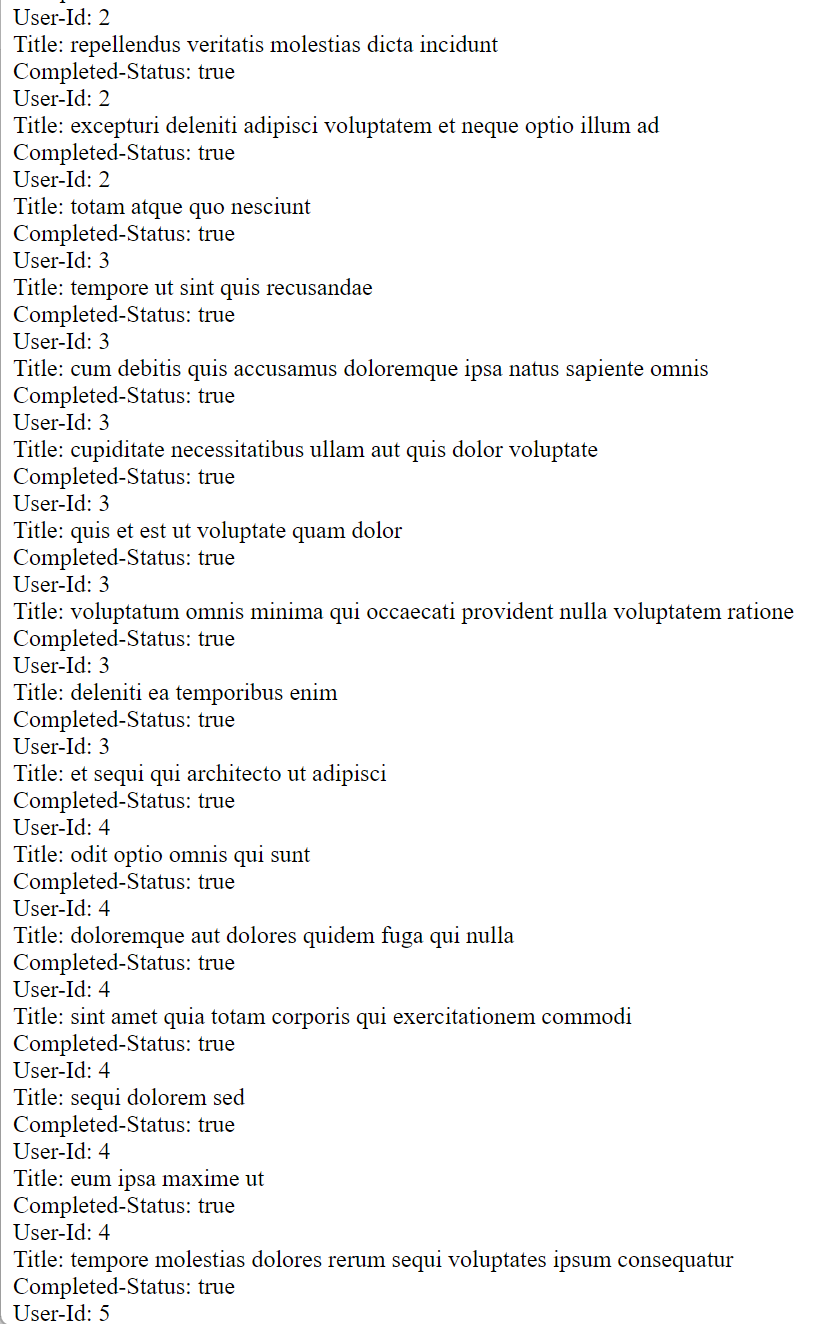 User-Id: 2
Title: repellendus veritatis molestias dicta incidunt
Completed-Status: true
User-Id: 2
Title: excepturi deleniti adipisci voluptatem et neque optio illum ad
Completed-Status: true
User-Id: 2
Title: totam atque quo nesciunt
Completed-Status: true
User-Id: 3
Title: tempore ut sint quis recusandae
Completed-Status: true
User-Id: 3
Title: cum debitis quis accusamus doloremque ipsa natus sapiente omnis
Completed-Status: true
User-Id: 3
Title: cupiditate necessitatibus ullam aut quis dolor voluptate
Completed-Status: true
User-Id: 3
Title: quis et est ut voluptate quam dolor
Completed-Status: true
User-Id: 3
Title: voluptatum omnis minima qui occaecati provident nulla voluptatem ratione
Completed-Status: true
User-Id: 3
Title: deleniti ea temporibus enim
Completed-Status: true
User-Id: 3
Title: et sequi qui architecto ut adipisci
Completed-Status: true
User-Id: 4
Title: odit optio omnis qui sunt
Completed-Status: true
User-Id: 4
Title: doloremque aut dolores quidem fuga qui nulla
Completed-Status: true
User-Id: 4
Title: sint amet quia totam corporis qui exercitationem commodi
Completed-Status: true
User-Id: 4
Title: sequi dolorem sed
Completed-Status: true
User-Id: 4
Title: eum ipsa maxime ut
Completed-Status: true
User-Id: 4
Title: tempore molestias dolores rerum sequi voluptates ipsum consequatur
Completed-Status: true
User-Id: 5